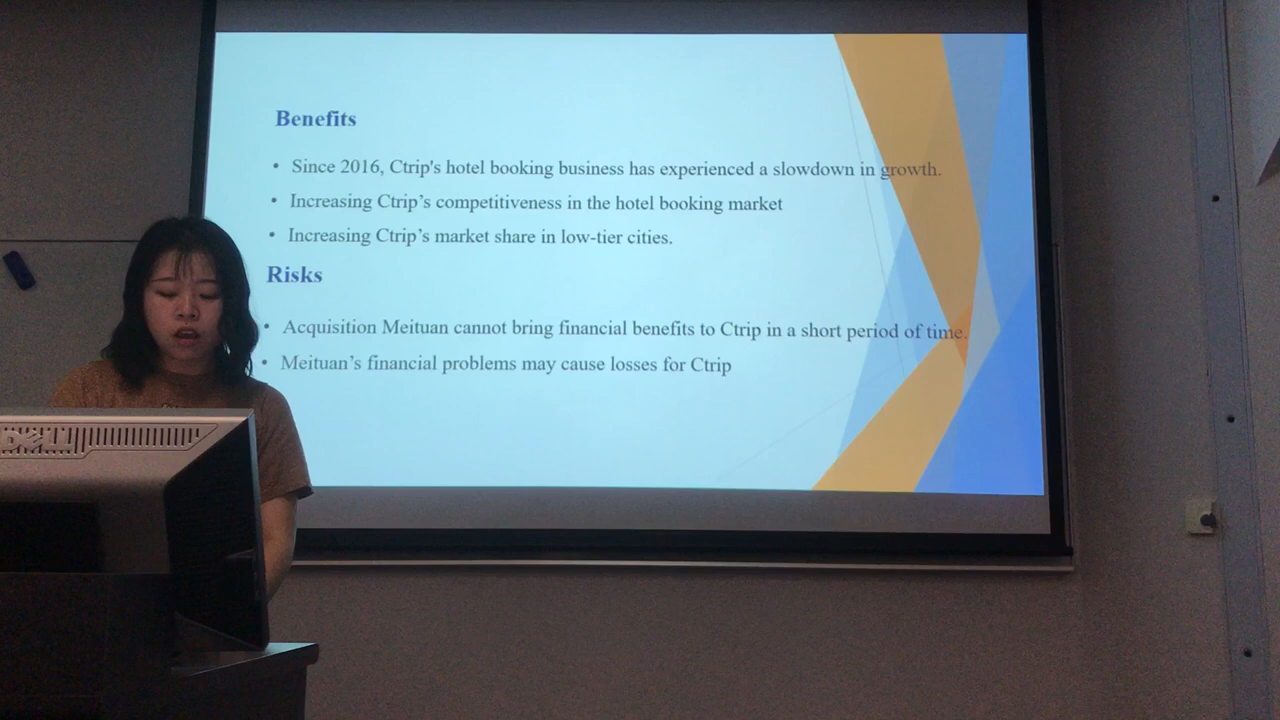 Benefits
• Since 2016, Ctrip's hotel booking business has experienced a slowdown in growth.
• Increasing Ctrip’s competitiveness in the hotel booking market
• Increasing Ctrip’s market share in low-tier cities.
Risks
• Acquisition Meituan cannot bring financial benefits to Ctrip in a short period of time.
• Meituan’s financial problems may cause losses for Ctrip
DELL